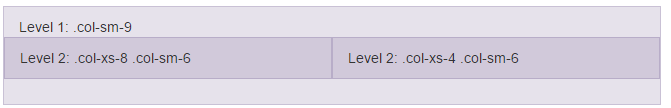 Level 1: .col-sm-9
Level 2: .col-xs-8 .col-sm-6
Level 2: .col-xs-4 .col-sm-6